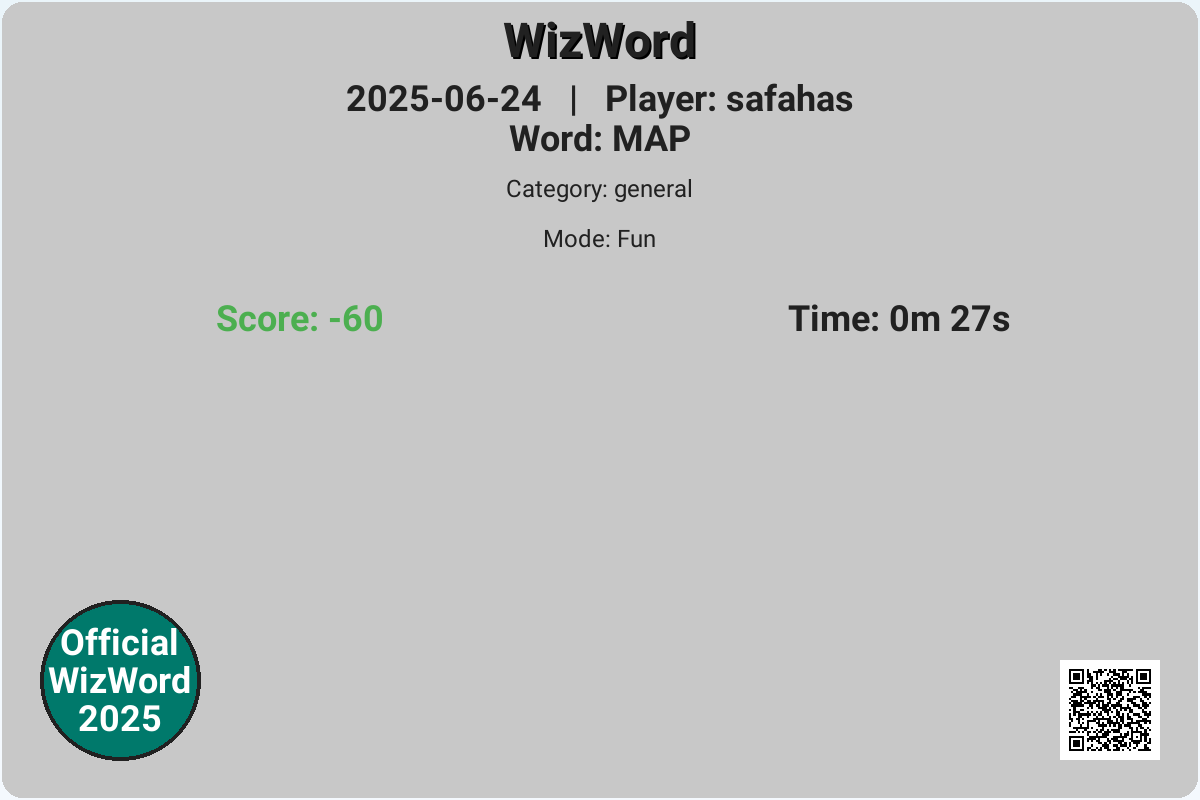 WizWord
2025-06-24 | Player: safahas
Word: MAP
Category: general
Mode: Fun
Score: -60
Time: 0m 27s
Official
WizWord
2025